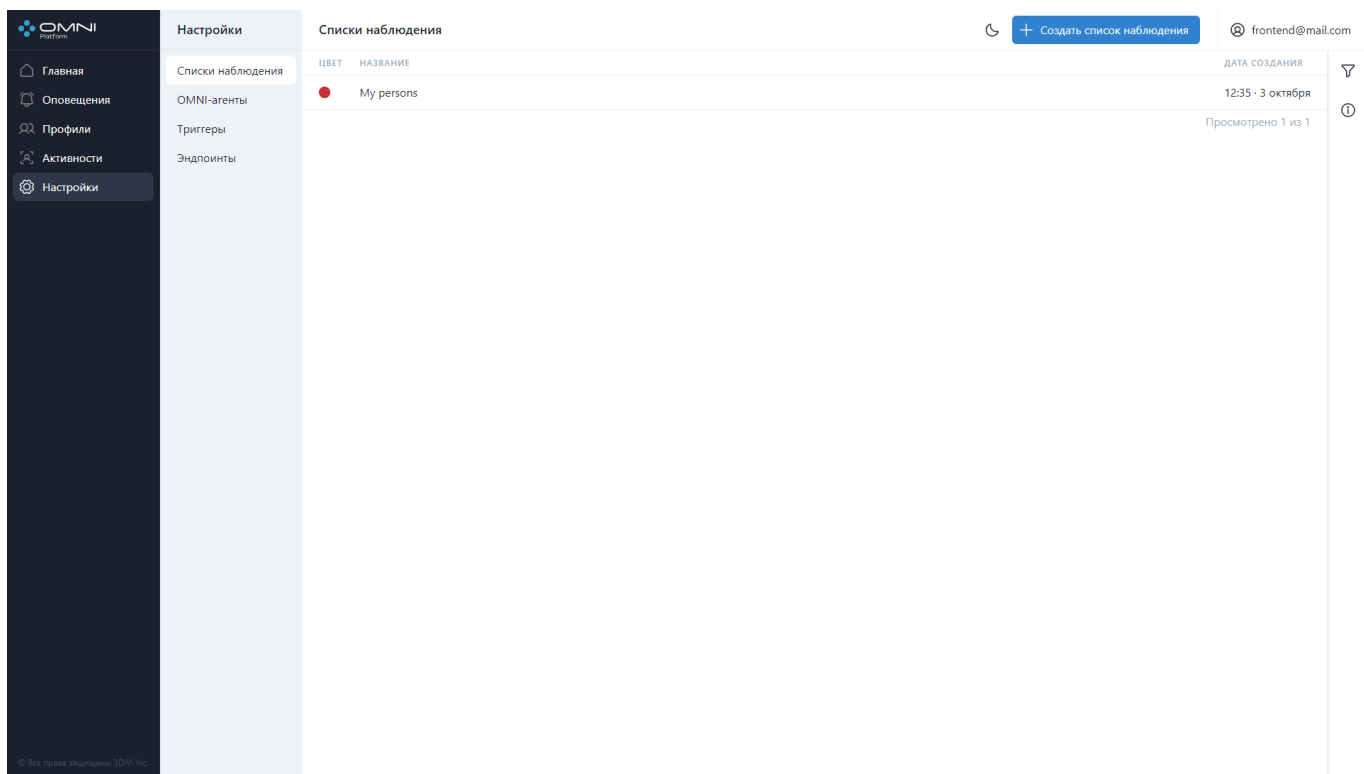 OMNI
Platform
Главная
Оповещения
Профили
Активности
Настройки
© Все права защищены 3DiVi Inc.
Настройки
Списки наблюдения
OMNI-агенты
Триггеры
Эндпоинты
Списки наблюдения
Создать список наблюдения
frontend@mail.com
ЦВЕТ НАЗВАНИЕ ДАТА СОЗДАНИЯ
My persons 12:35 · 3 октября
Просмотрено 1 из 1